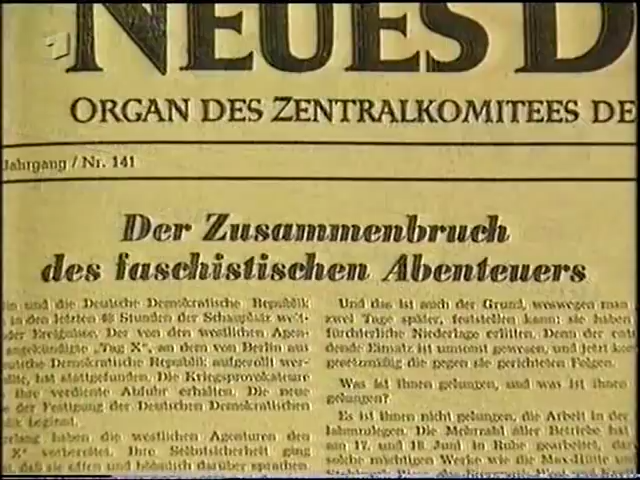 NEUES D
ORGAN DES ZENTRALKOMITEES DE
Jahrgang / Nr. 141
Der Zusammenbruch
des faschistischen Abenteuers
und die Deutsche Demokratische Republik
in den letzten 48 Stunden der Schauplatz
der Ereignisse. Der von den westlichen Agen-
angekündigte „Tag X“, an dem von Berlin aus
Demokratische Republik aufgerollt wer-
hat stattgefunden. Die Kriegsprovokateure
ihre verdiente Abfuhr erhalten. Die neue
der Festigung der Deutschen Demokratischen
beginnt.
haben die westlichen Agenturen den
X“ vorbereitet. Ihre Selbstsicherheit ging
daß sie offen und höhnisch darüber sprachen
Und das ist auch der Grund, weswegen man
zwei Tage später, feststellen kann: sie haben
fürchterliche Niederlage erlitten. Denn der
Einsatz ist umsonst gewesen, und jetzt
die gegen sie gerichteten Folgen.
Was ist ihnen gelungen, und was ist ihnen
gelungen?
Es ist ihnen nicht gelungen, die Arbeit in der
lahmzulegen. Die Mehrzahl aller Betriebe hat
am 17. und 18. Juni in Ruhe gearbeitet,
solche mächtigen Werke wie die Max-Hütte